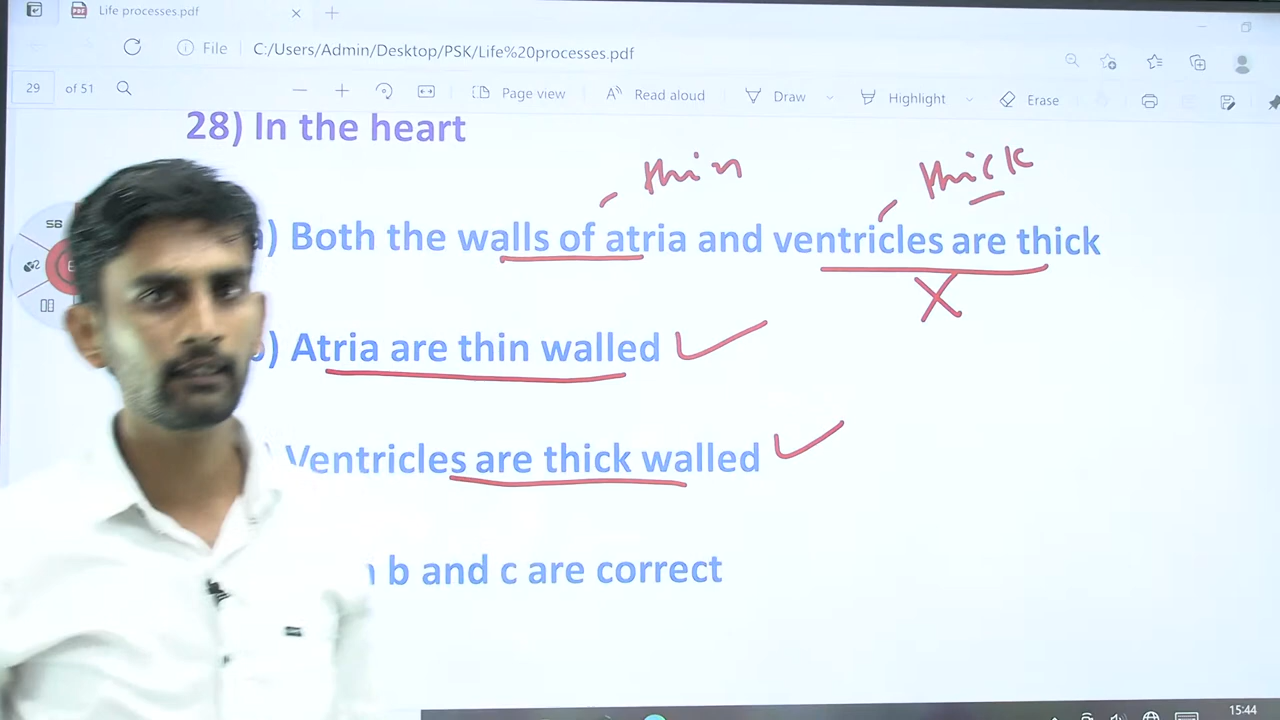 Life processes.pdf
File C:/Users/Admin/Desktop/PSK/Life%20processes.pdf
29 of 51 Page view Read aloud Draw Highlight Erase
28) In the heart
thin thick
a) Both the walls of atria and ventricles are thick
SB
b) Atria are thin walled
Ventricles are thick walled
b and c are correct
15:44